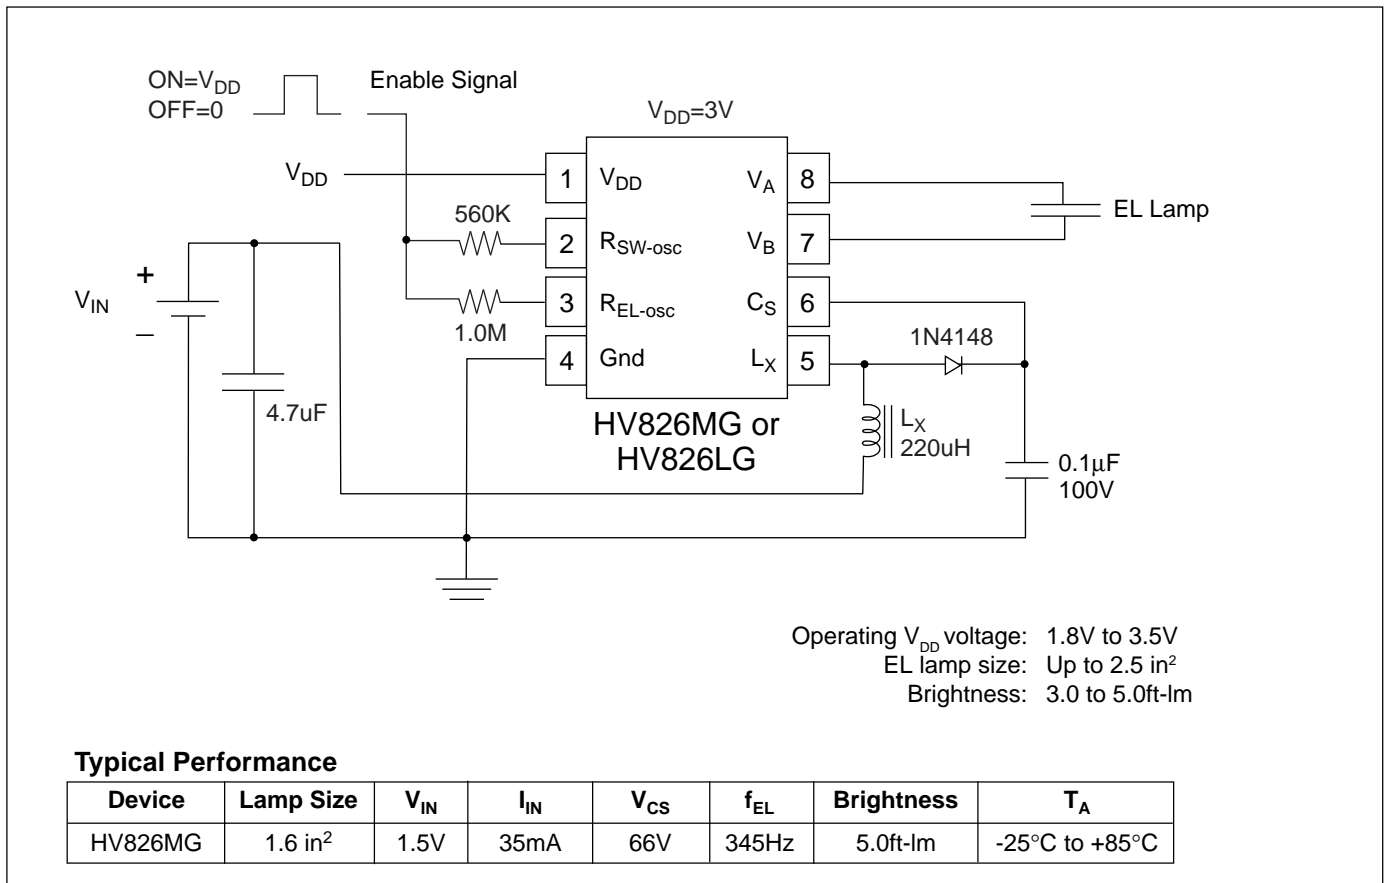 ON=VDD
OFF=0
Enable Signal
VDD=3V
VDD
1
VDD
VA
8
EL Lamp
560K
2
RSW-osc
VB
7
+
VIN
–
3
REL-osc
CS
6
1.0M
1N4148
4
Gnd
LX
5
4.7uF
HV826MG or
HV826LG
LX
220uH
0.1µF
100V
Operating VDD voltage: 1.8V to 3.5V
EL lamp size: Up to 2.5 in²
Brightness: 3.0 to 5.0ft-lm
Typical Performance
Device Lamp Size VIN IIN VCS fEL Brightness TA
HV826MG 1.6 in² 1.5V 35mA 66V 345Hz 5.0ft-lm -25°C to +85°C